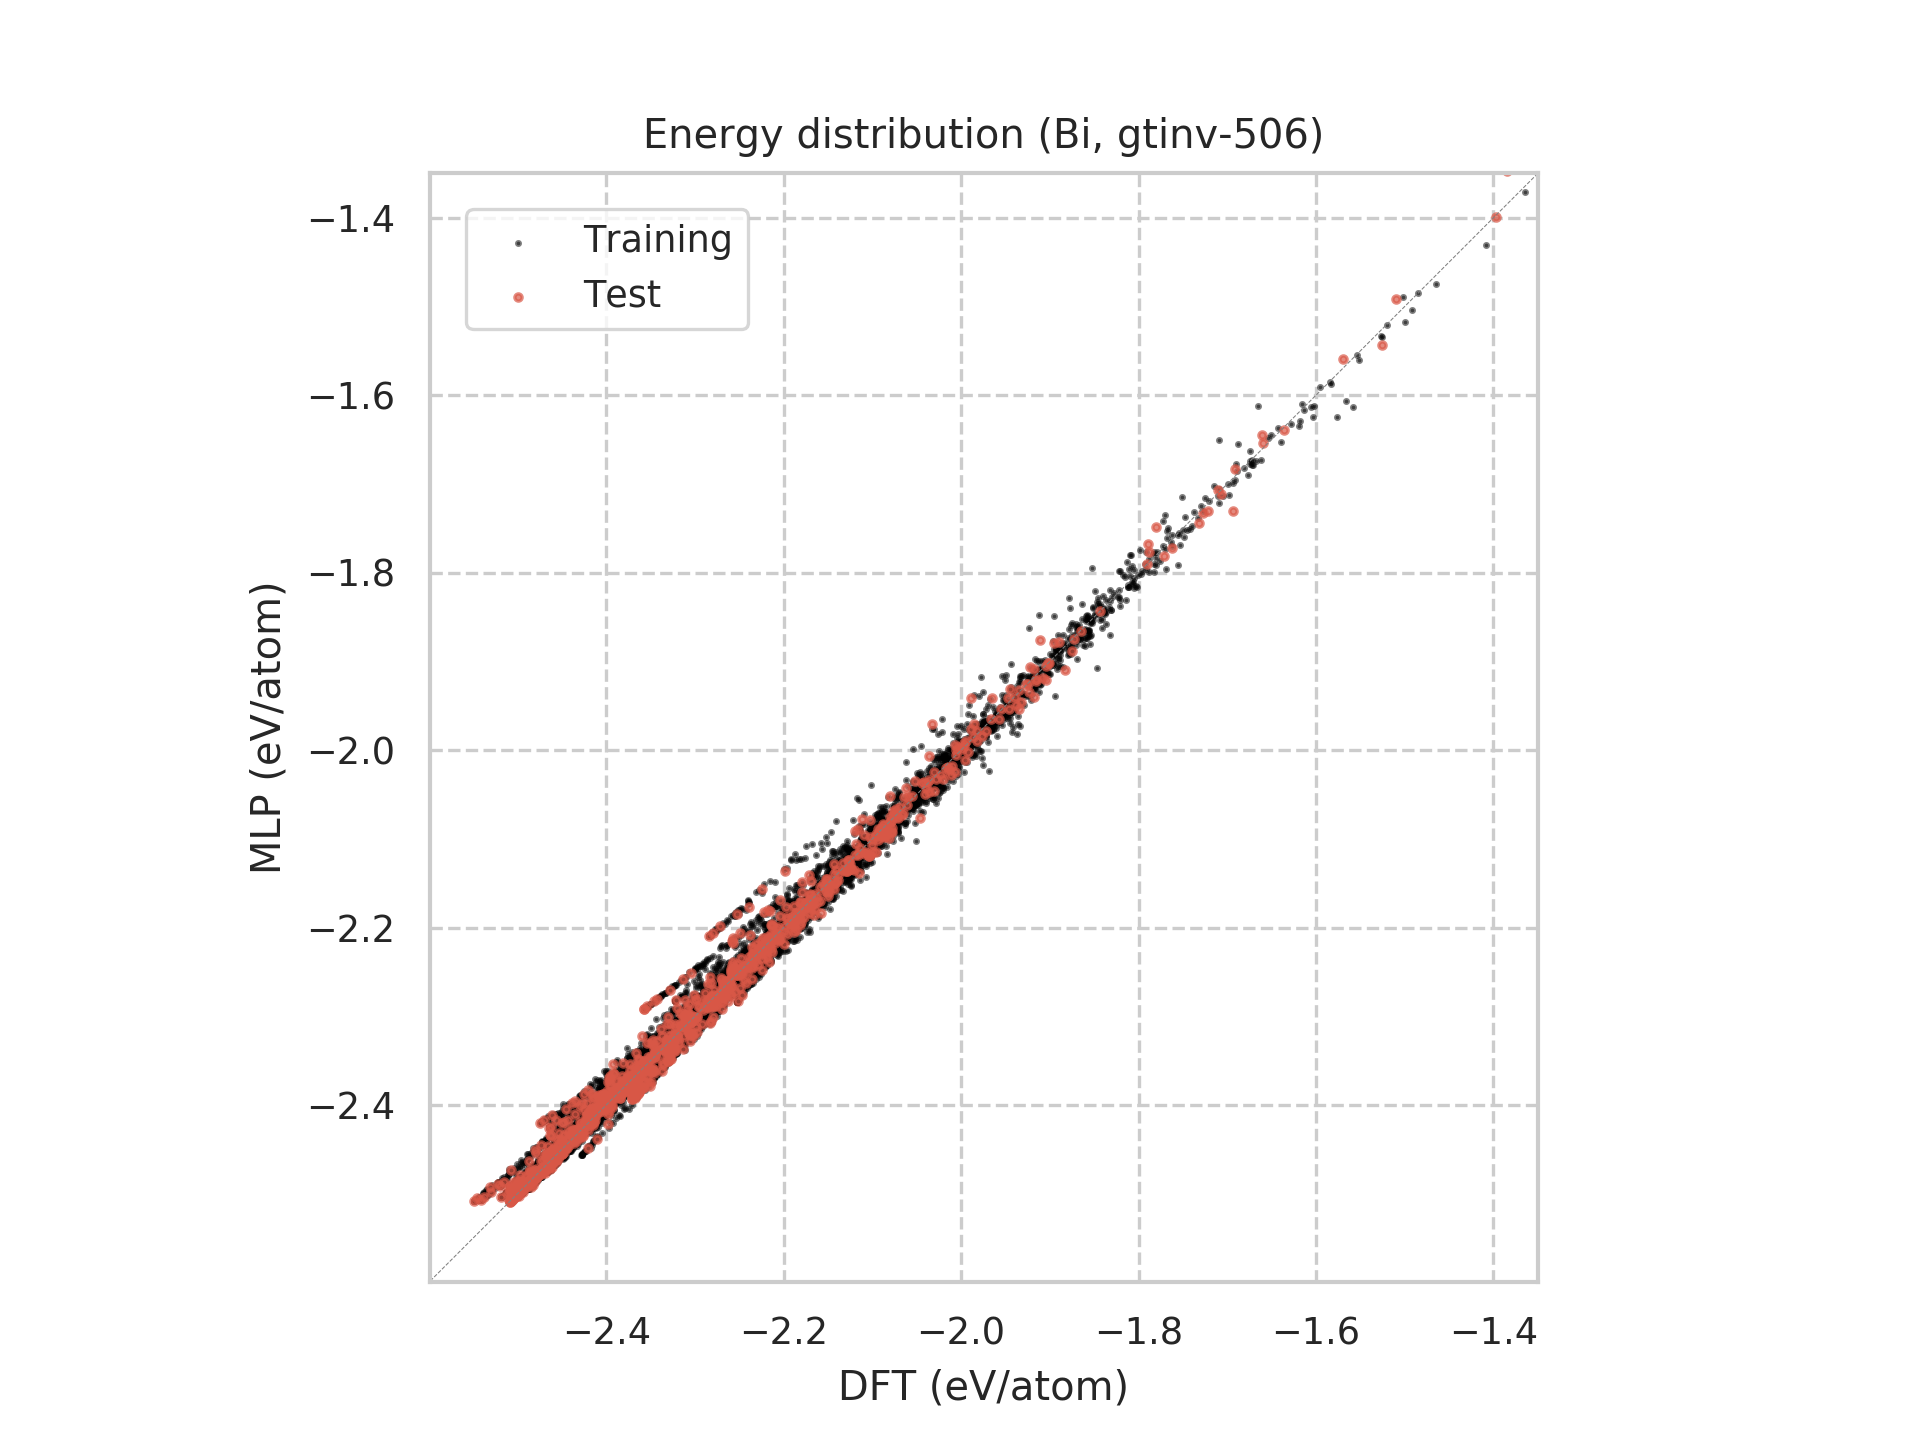 Energy distribution (Bi, gtinv-506)
Training
Test
MLP (eV/atom)
−1.4
−1.6
−1.8
−2.0
−2.2
−2.4
−2.4 −2.2 −2.0 −1.8 −1.6 −1.4
DFT (eV/atom)